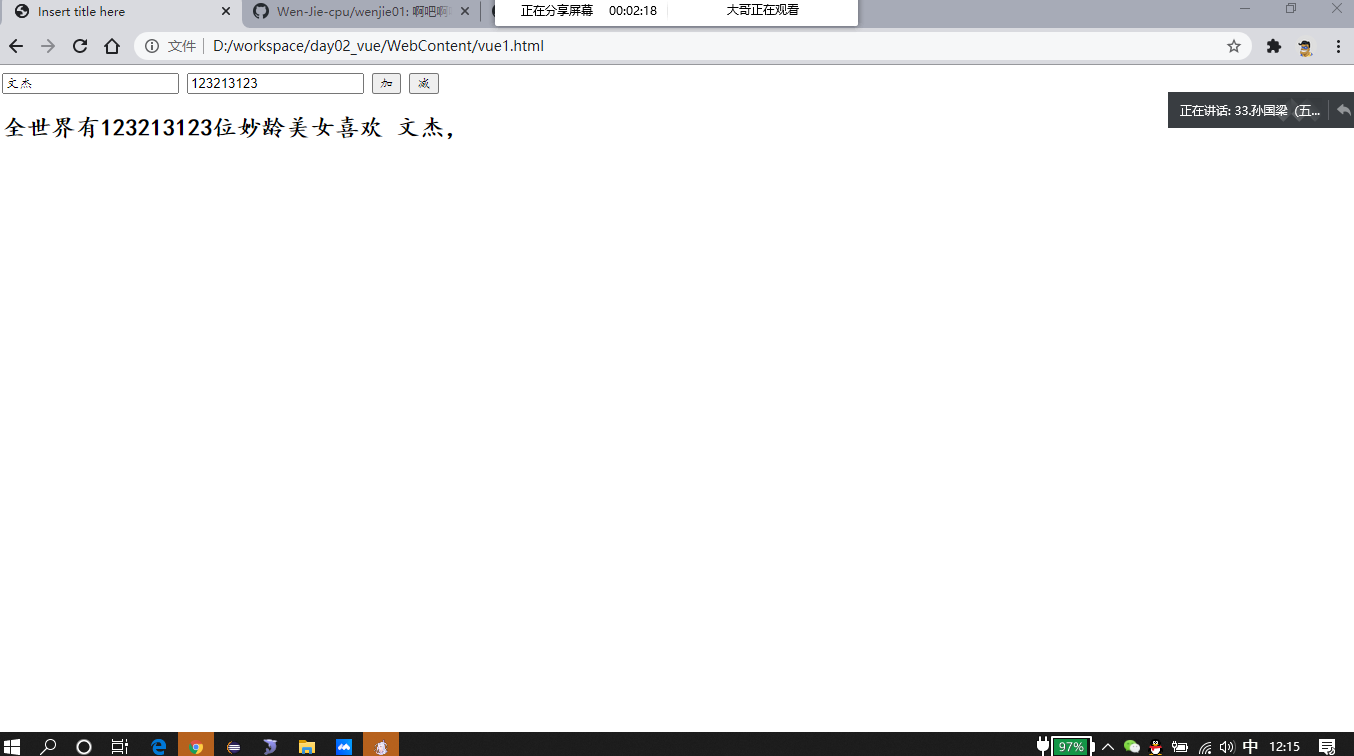 Insert title here
Wen-Jie-cpu/wenjie01: 啊吧啊
正在分享屏幕 00:02:18 大哥正在观看
文件 D:/workspace/day02_vue/WebContent/vue1.html
文杰 123213123 加 减
正在讲话: 33.孙国梁（五...
全世界有123213123位妙龄美女喜欢 文杰，
97% 中 12:15